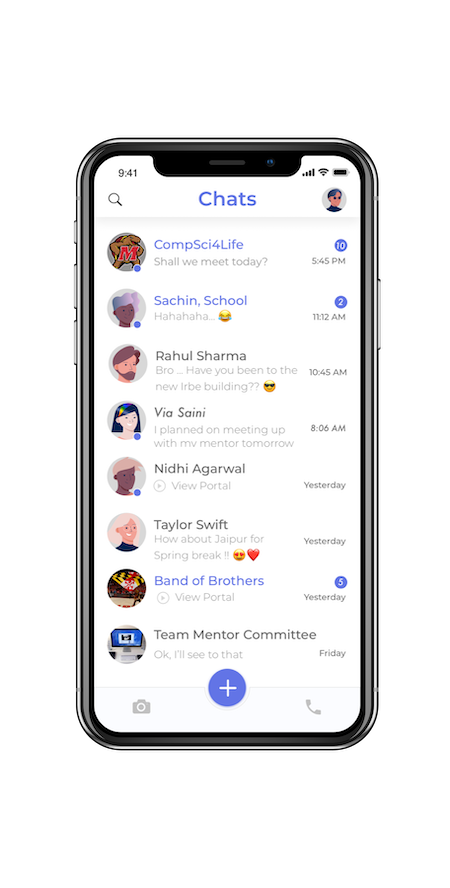 9:41
Chats
CompSci4Life
10
Shall we meet today?
5:45 PM
Sachin, School
2
Hahahaha... 😂
11:12 AM
Rahul Sharma
Bro ... Have you been to the
new Irbe building?? 😎
10:45 AM
Via Saini
I planned on meeting up
with my mentor tomorrow
8:06 AM
Nidhi Agarwal
View Portal
Yesterday
Taylor Swift
How about Jaipur for
Spring break !! 😍❤️
Yesterday
Band of Brothers
5
View Portal
Yesterday
Team Mentor Committee
Ok, I'll see to that
Friday